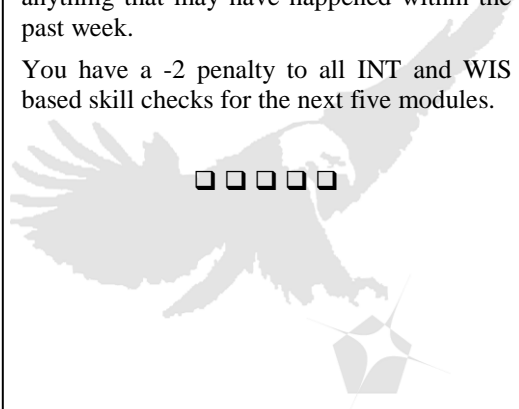 anything that may have happened within the
past week.
You have a -2 penalty to all INT and WIS
based skill checks for the next five modules.
❑ ❑ ❑ ❑ ❑